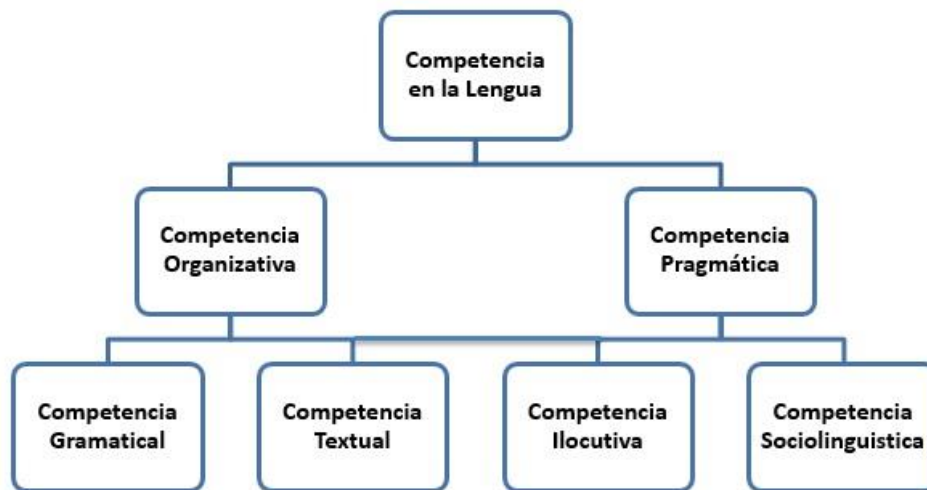 Competencia
en la Lengua
Competencia
Organizativa
Competencia
Pragmática
Competencia
Gramatical
Competencia
Textual
Competencia
Ilocutiva
Competencia
Sociolinguistica